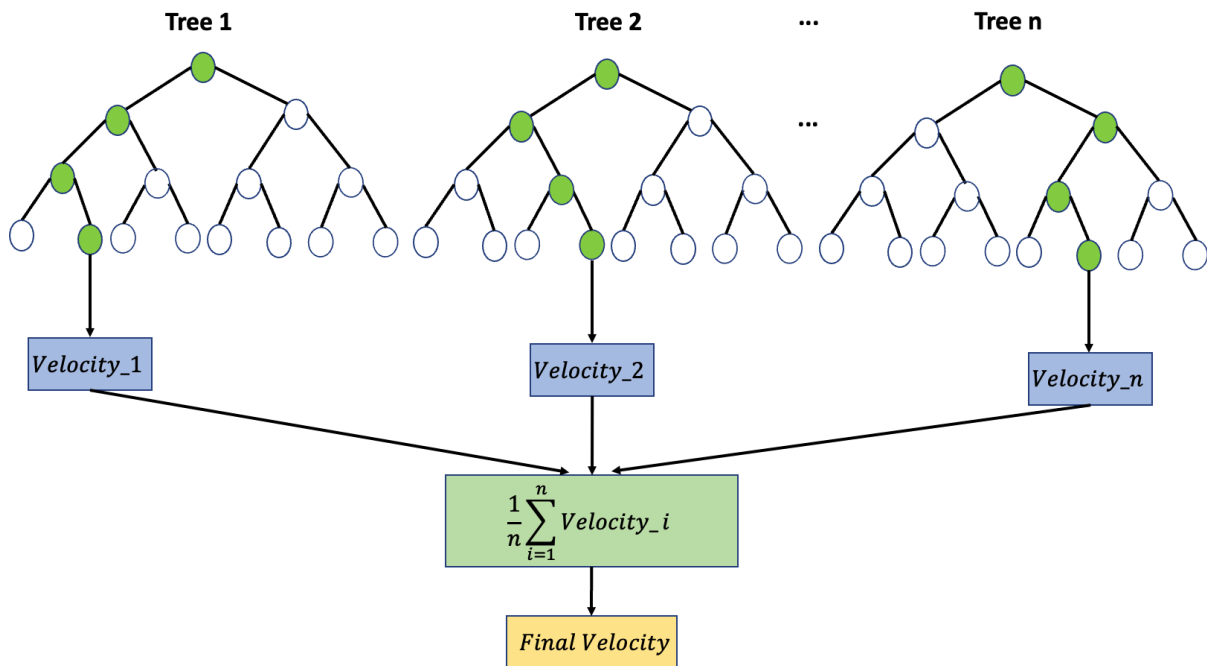 Tree 1
Tree 2
...
Tree n
...
Velocity_1
Velocity_2
Velocity_n
1/n ∑_{i=1}^{n} Velocity_i
Final Velocity